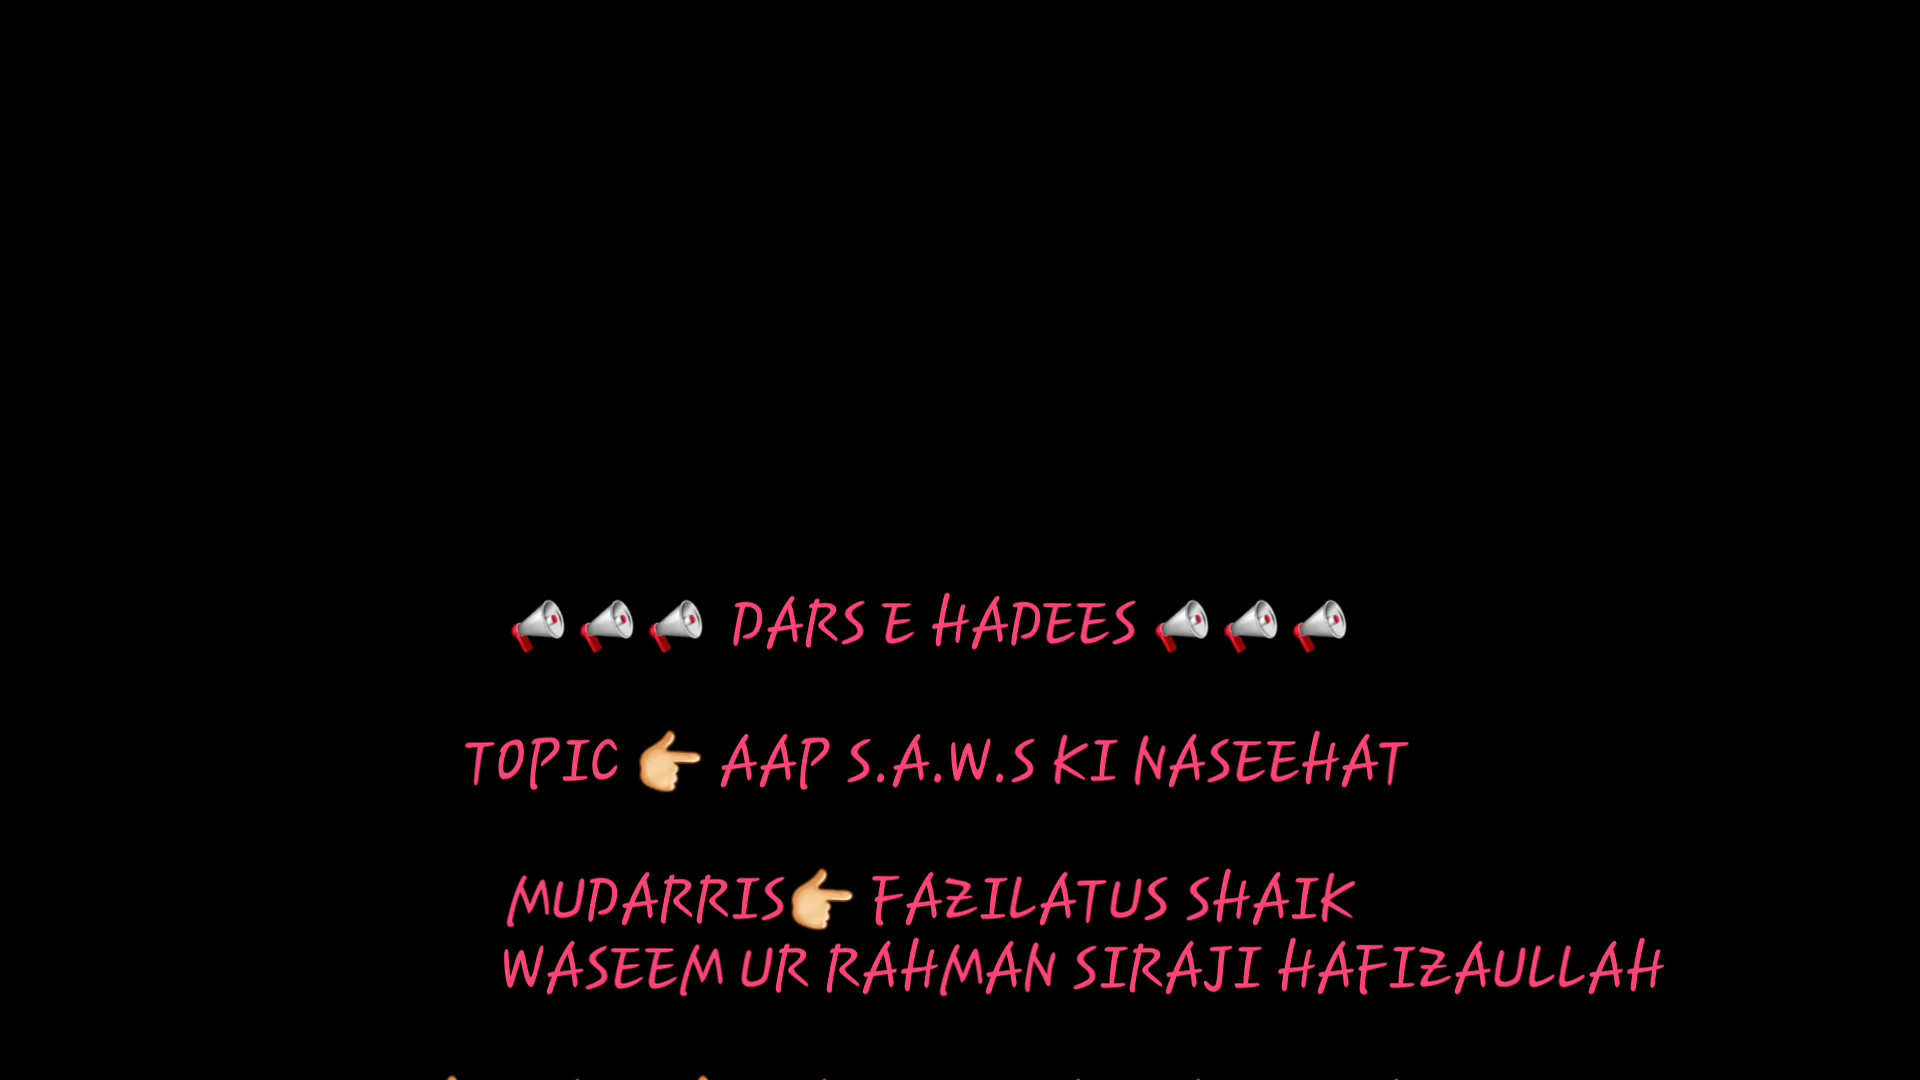 📢📢📢 DARS E HADEES 📢📢📢
TOPIC 👉 AAP S.A.W.S KI NASEEHAT
MUDARRIS👉 FAZILATUS SHAIK
WASEEM UR RAHMAN SIRAJI HAFIZAULLAH